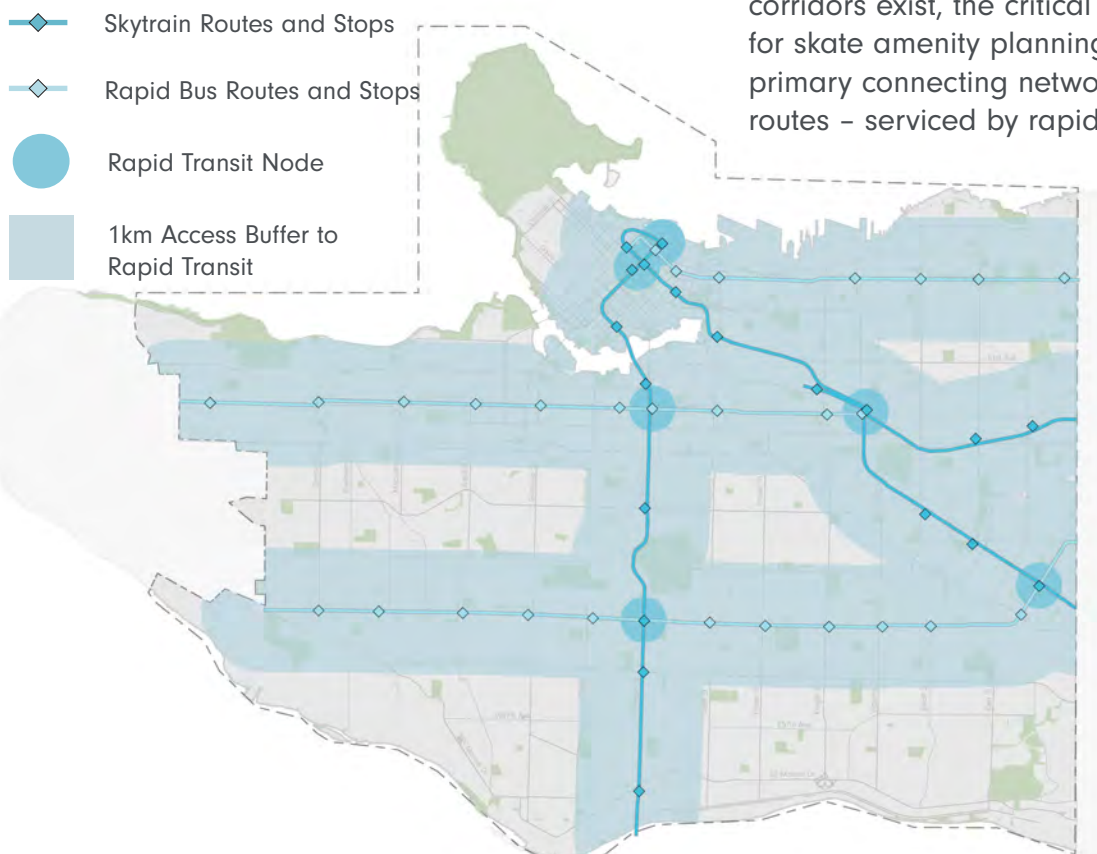 Skytrain Routes and Stops
Rapid Bus Routes and Stops
Rapid Transit Node
1km Access Buffer to
Rapid Transit
corridors exist, the critical
for skate amenity planning
primary connecting netwo
routes – serviced by rapid